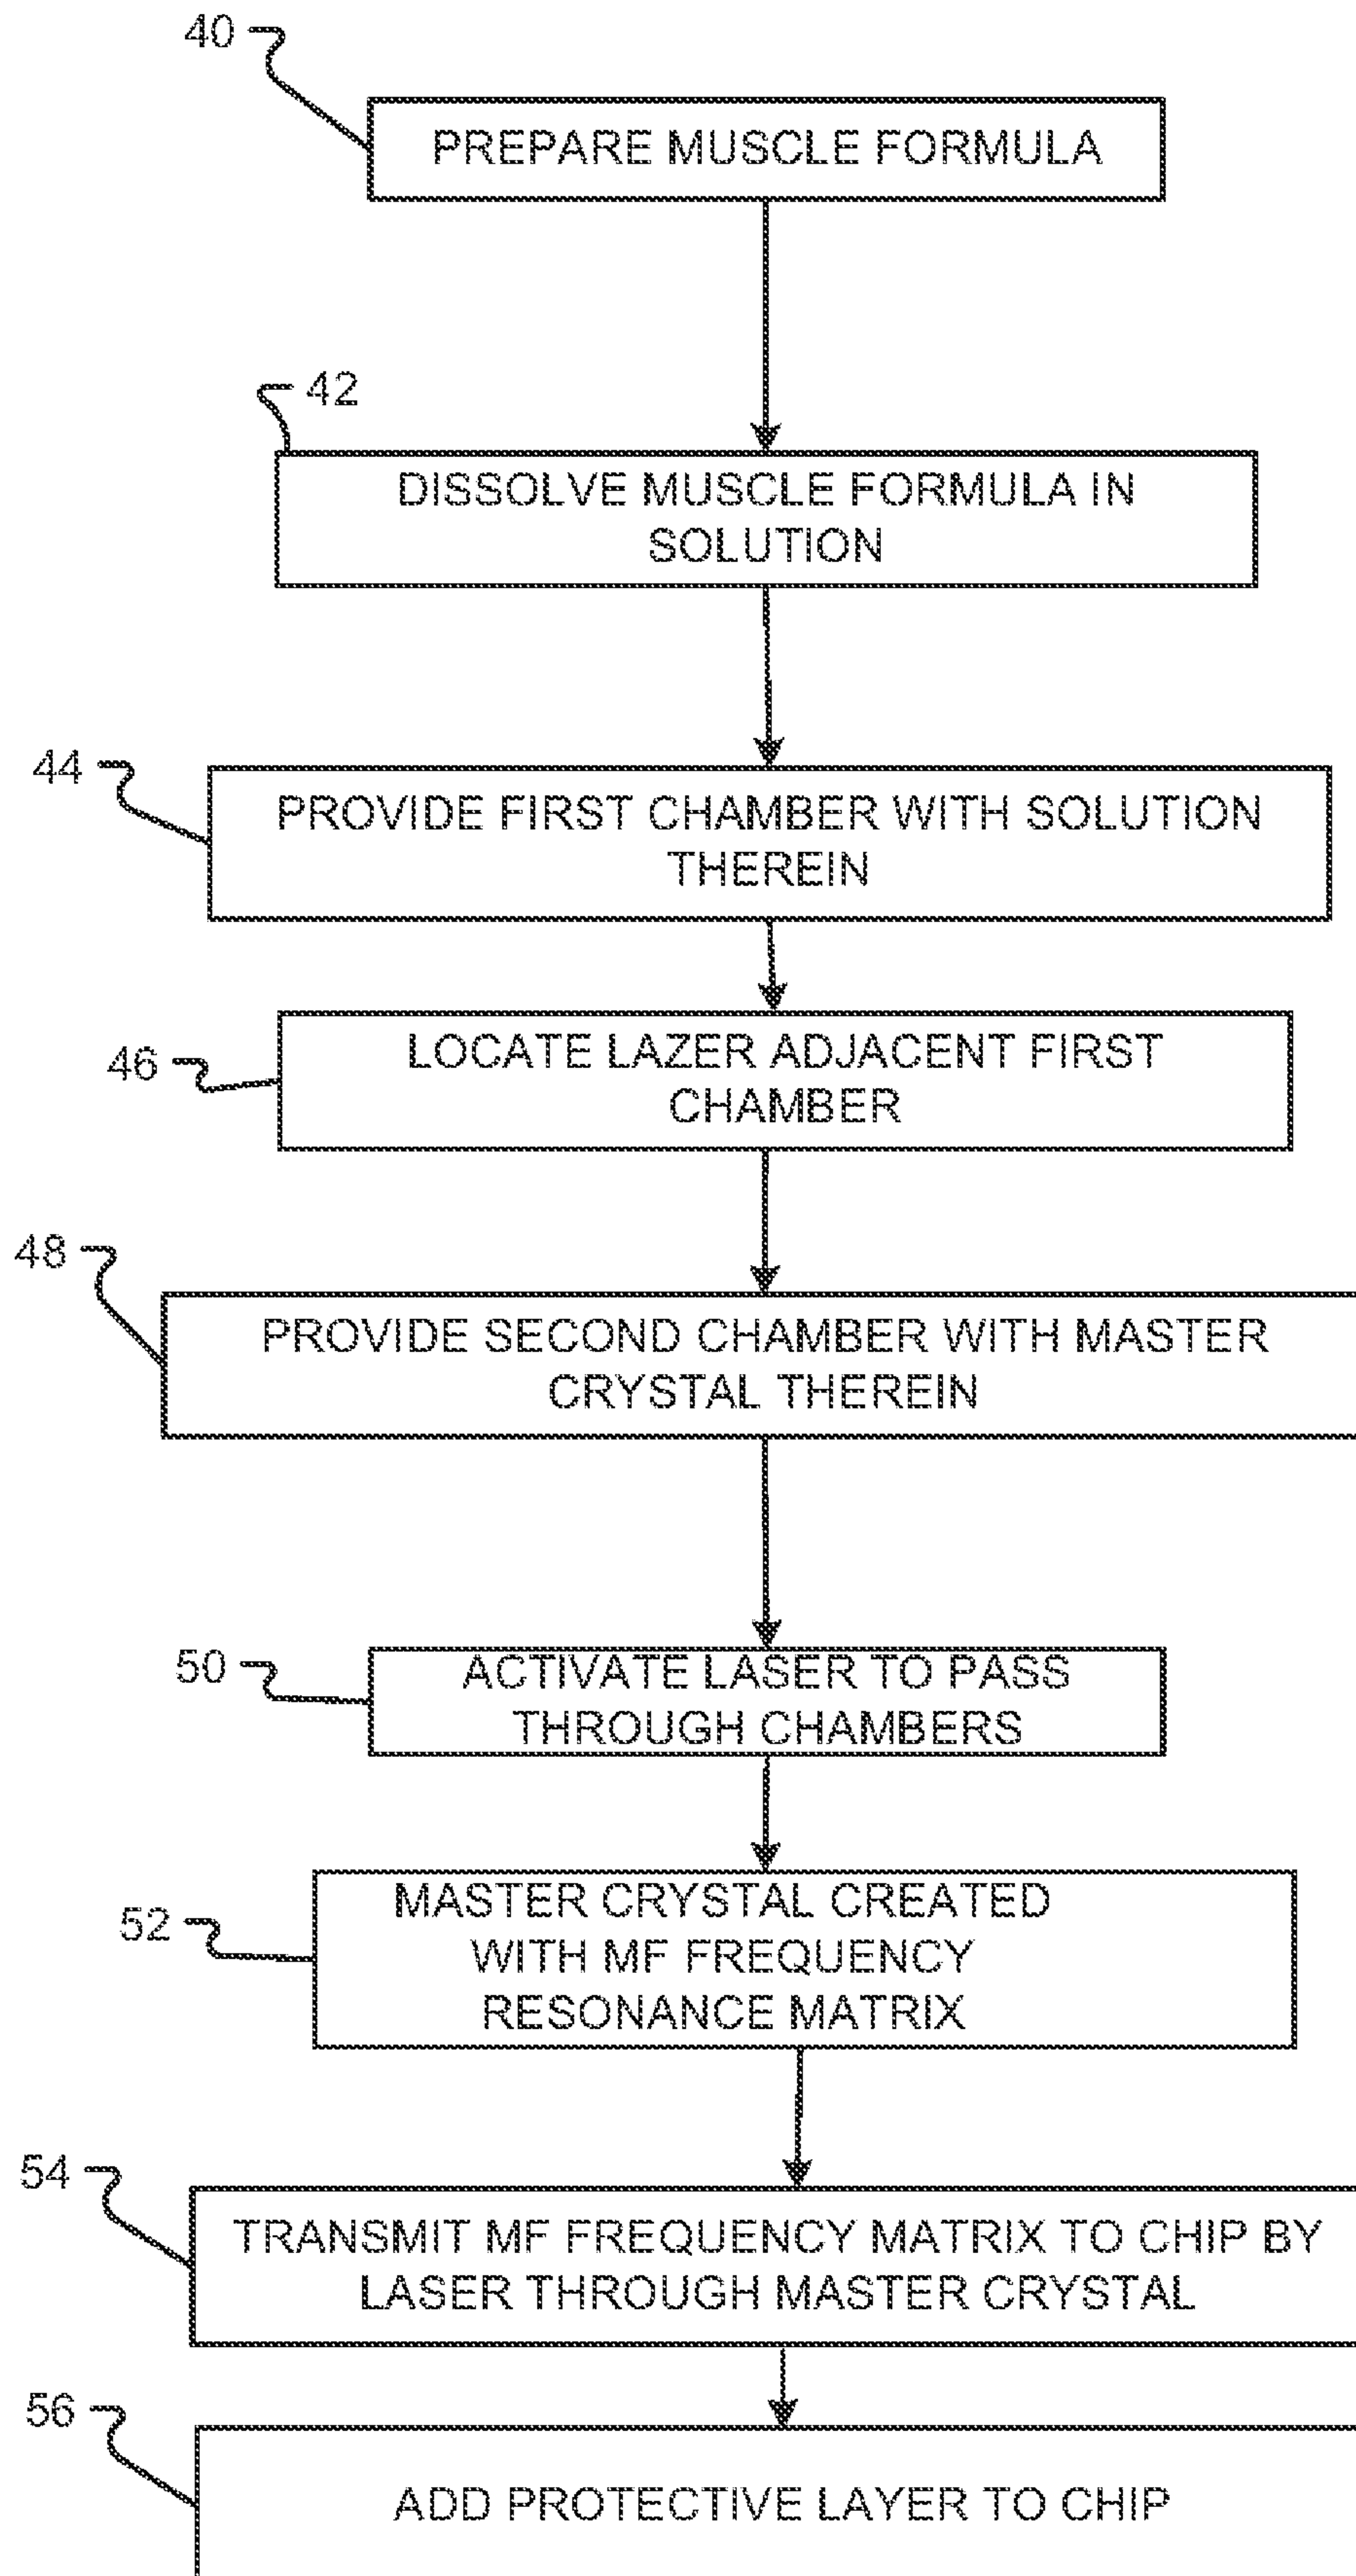 40
PREPARE MUSCLE FORMULA
42
DISSOLVE MUSCLE FORMULA IN
SOLUTION
44
PROVIDE FIRST CHAMBER WITH SOLUTION
THEREIN
46
LOCATE LAZER ADJACENT FIRST
CHAMBER
48
PROVIDE SECOND CHAMBER WITH MASTER
CRYSTAL THEREIN
50
ACTIVATE LASER TO PASS
THROUGH CHAMBERS
52
MASTER CRYSTAL CREATED
WITH MF FREQUENCY
RESONANCE MATRIX
54
TRANSMIT MF FREQUENCY MATRIX TO CHIP BY
LASER THROUGH MASTER CRYSTAL
56
ADD PROTECTIVE LAYER TO CHIP